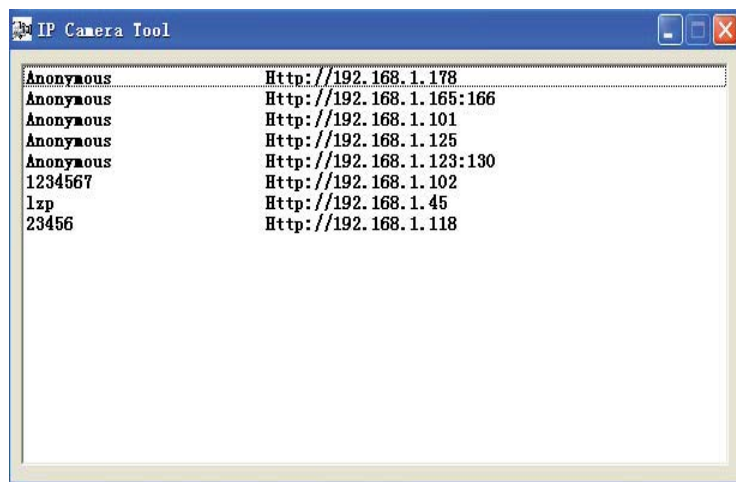 IP Camera Tool
Anonymous Http://192.168.1.178
Anonymous Http://192.168.1.165:166
Anonymous Http://192.168.1.101
Anonymous Http://192.168.1.125
Anonymous Http://192.168.1.123:130
1234567 Http://192.168.1.102
lzp Http://192.168.1.45
23456 Http://192.168.1.118